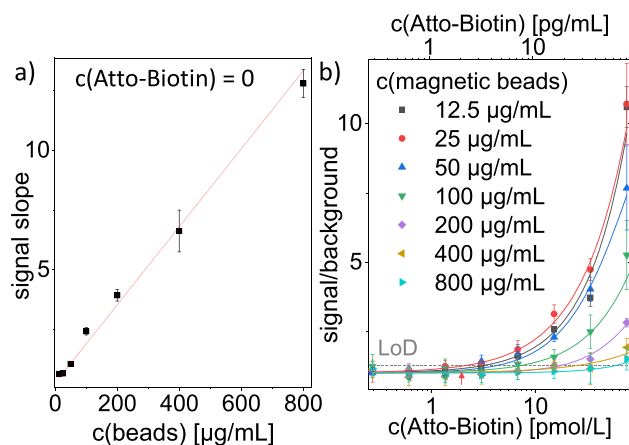 c(Atto-Biotin) [pg/mL]
1 15
a) c(Atto-Biotin) = 0
b) c(magnetic beads)
12.5 µg/mL
25 µg/mL
50 µg/mL
100 µg/mL
200 µg/mL
400 µg/mL
800 µg/mL
LoD
signal slope
5
10
0 200 400 600 800
c(beads) [µg/mL]
signal/background
5
10
1 15
c(Atto-Biotin) [pmol/L]